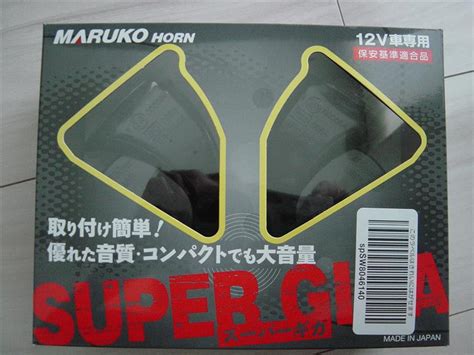 MARUKO HORN
12V車専用
保安基準適合品
取り付け簡単!
優れた音質・コンパクトでも大音量
spSW8046140
SUPER GI A
スーパーギガ
MADE IN JAPAN